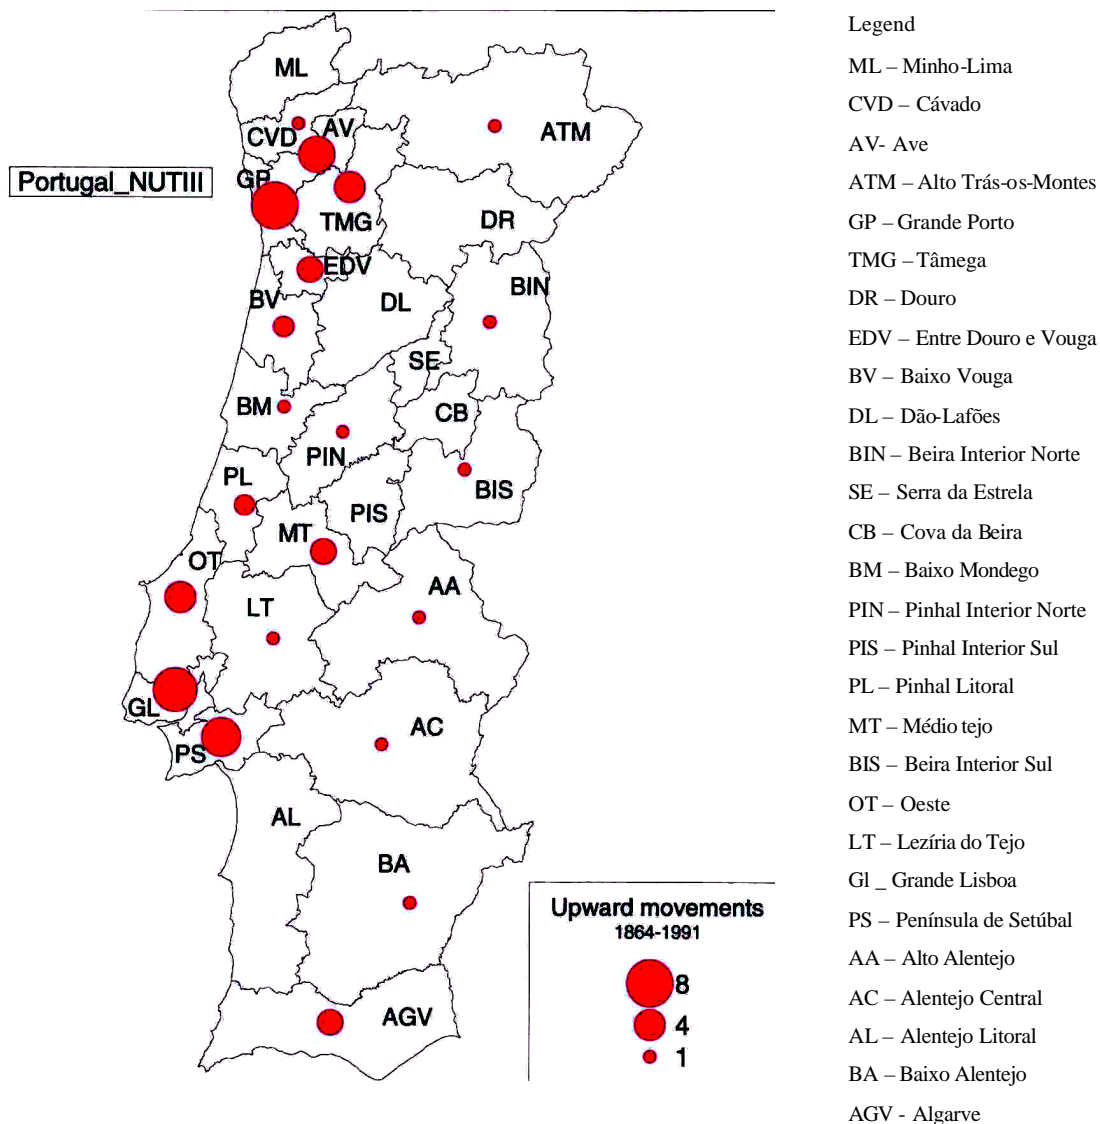 ML
CVD
AV
ATM
Portugal_NUTIII
GP
TMG
DR
EDV
BIN
BV
DL
SE
BM
CB
PIN
PL
BIS
PIS
MT
OT
AA
LT
GL
AC
PS
AL
BA
AGV
Upward movements
1864-1991
8
4
1
Legend
ML – Minho-Lima
CVD – Cávado
AV- Ave
ATM – Alto Trás-os-Montes
GP – Grande Porto
TMG – Tâmega
DR – Douro
EDV – Entre Douro e Vouga
BV – Baixo Vouga
DL – Dão-Lafões
BIN – Beira Interior Norte
SE – Serra da Estrela
CB – Cova da Beira
BM – Baixo Mondego
PIN – Pinhal Interior Norte
PIS – Pinhal Interior Sul
PL – Pinhal Litoral
MT – Médio tejo
BIS – Beira Interior Sul
OT – Oeste
LT – Lezíria do Tejo
Gl _ Grande Lisboa
PS – Península de Setúbal
AA – Alto Alentejo
AC – Alentejo Central
AL – Alentejo Litoral
BA – Baixo Alentejo
AGV - Algarve